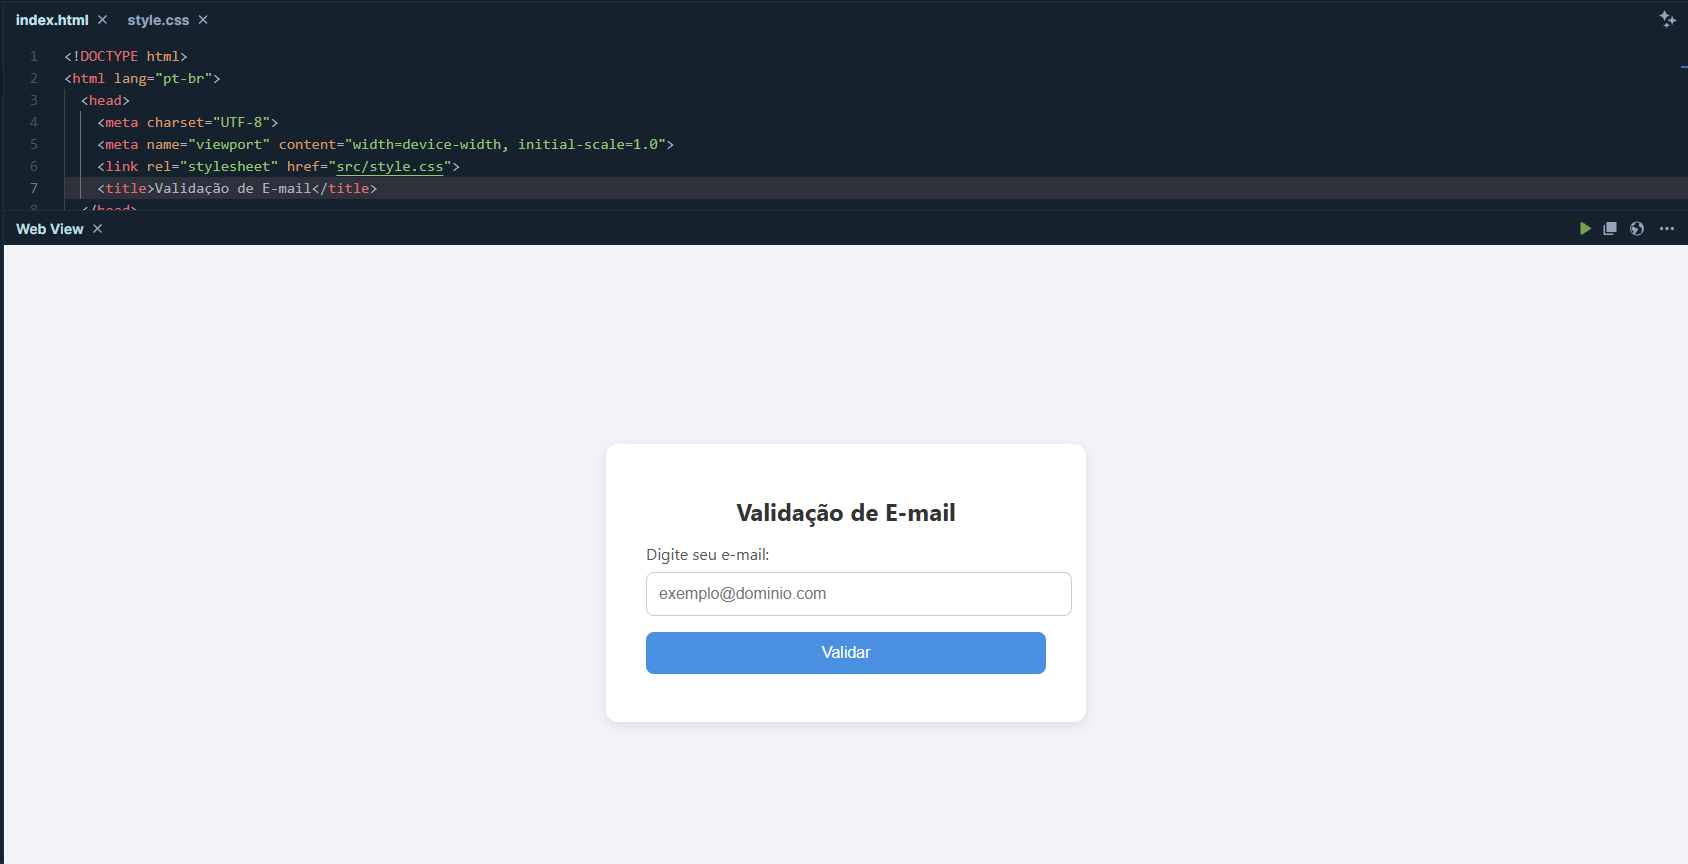 index.html × style.css ×
1 <!DOCTYPE html>
2 <html lang="pt-br">
3 <head>
4 <meta charset="UTF-8">
5 <meta name="viewport" content="width=device-width, initial-scale=1.0">
6 <link rel="stylesheet" href="src/style.css">
7 <title>Validação de E-mail</title>
8 </head>
Web View ×
Validação de E-mail
Digite seu e-mail:
exemplo@dominio.com
Validar